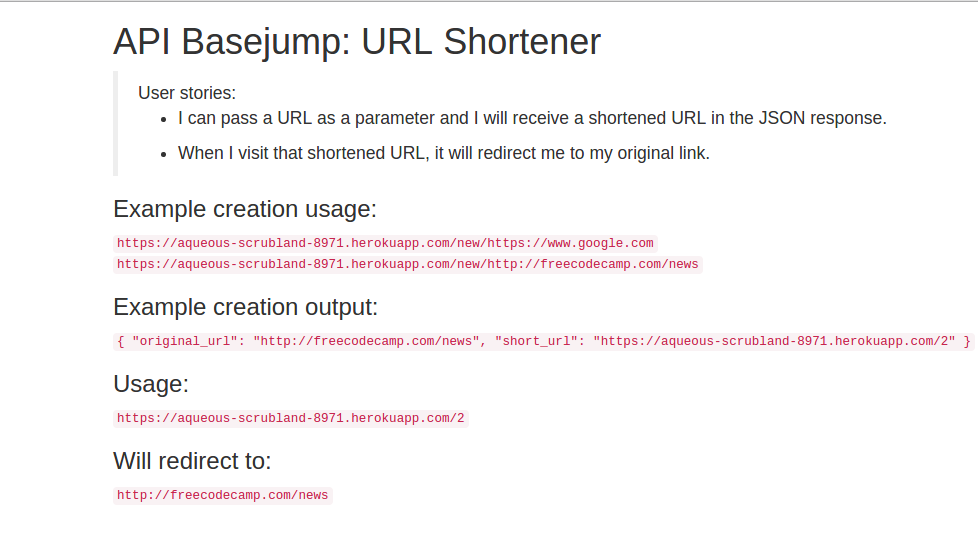 API Basejump: URL Shortener
User stories:
• I can pass a URL as a parameter and I will receive a shortened URL in the JSON response.
• When I visit that shortened URL, it will redirect me to my original link.
Example creation usage:
https://aqueous-scrubland-8971.herokuapp.com/new/https://www.google.com
https://aqueous-scrubland-8971.herokuapp.com/new/http://freecodecamp.com/news
Example creation output:
{ "original_url": "http://freecodecamp.com/news", "short_url": "https://aqueous-scrubland-8971.herokuapp.com/2" }
Usage:
https://aqueous-scrubland-8971.herokuapp.com/2
Will redirect to:
http://freecodecamp.com/news